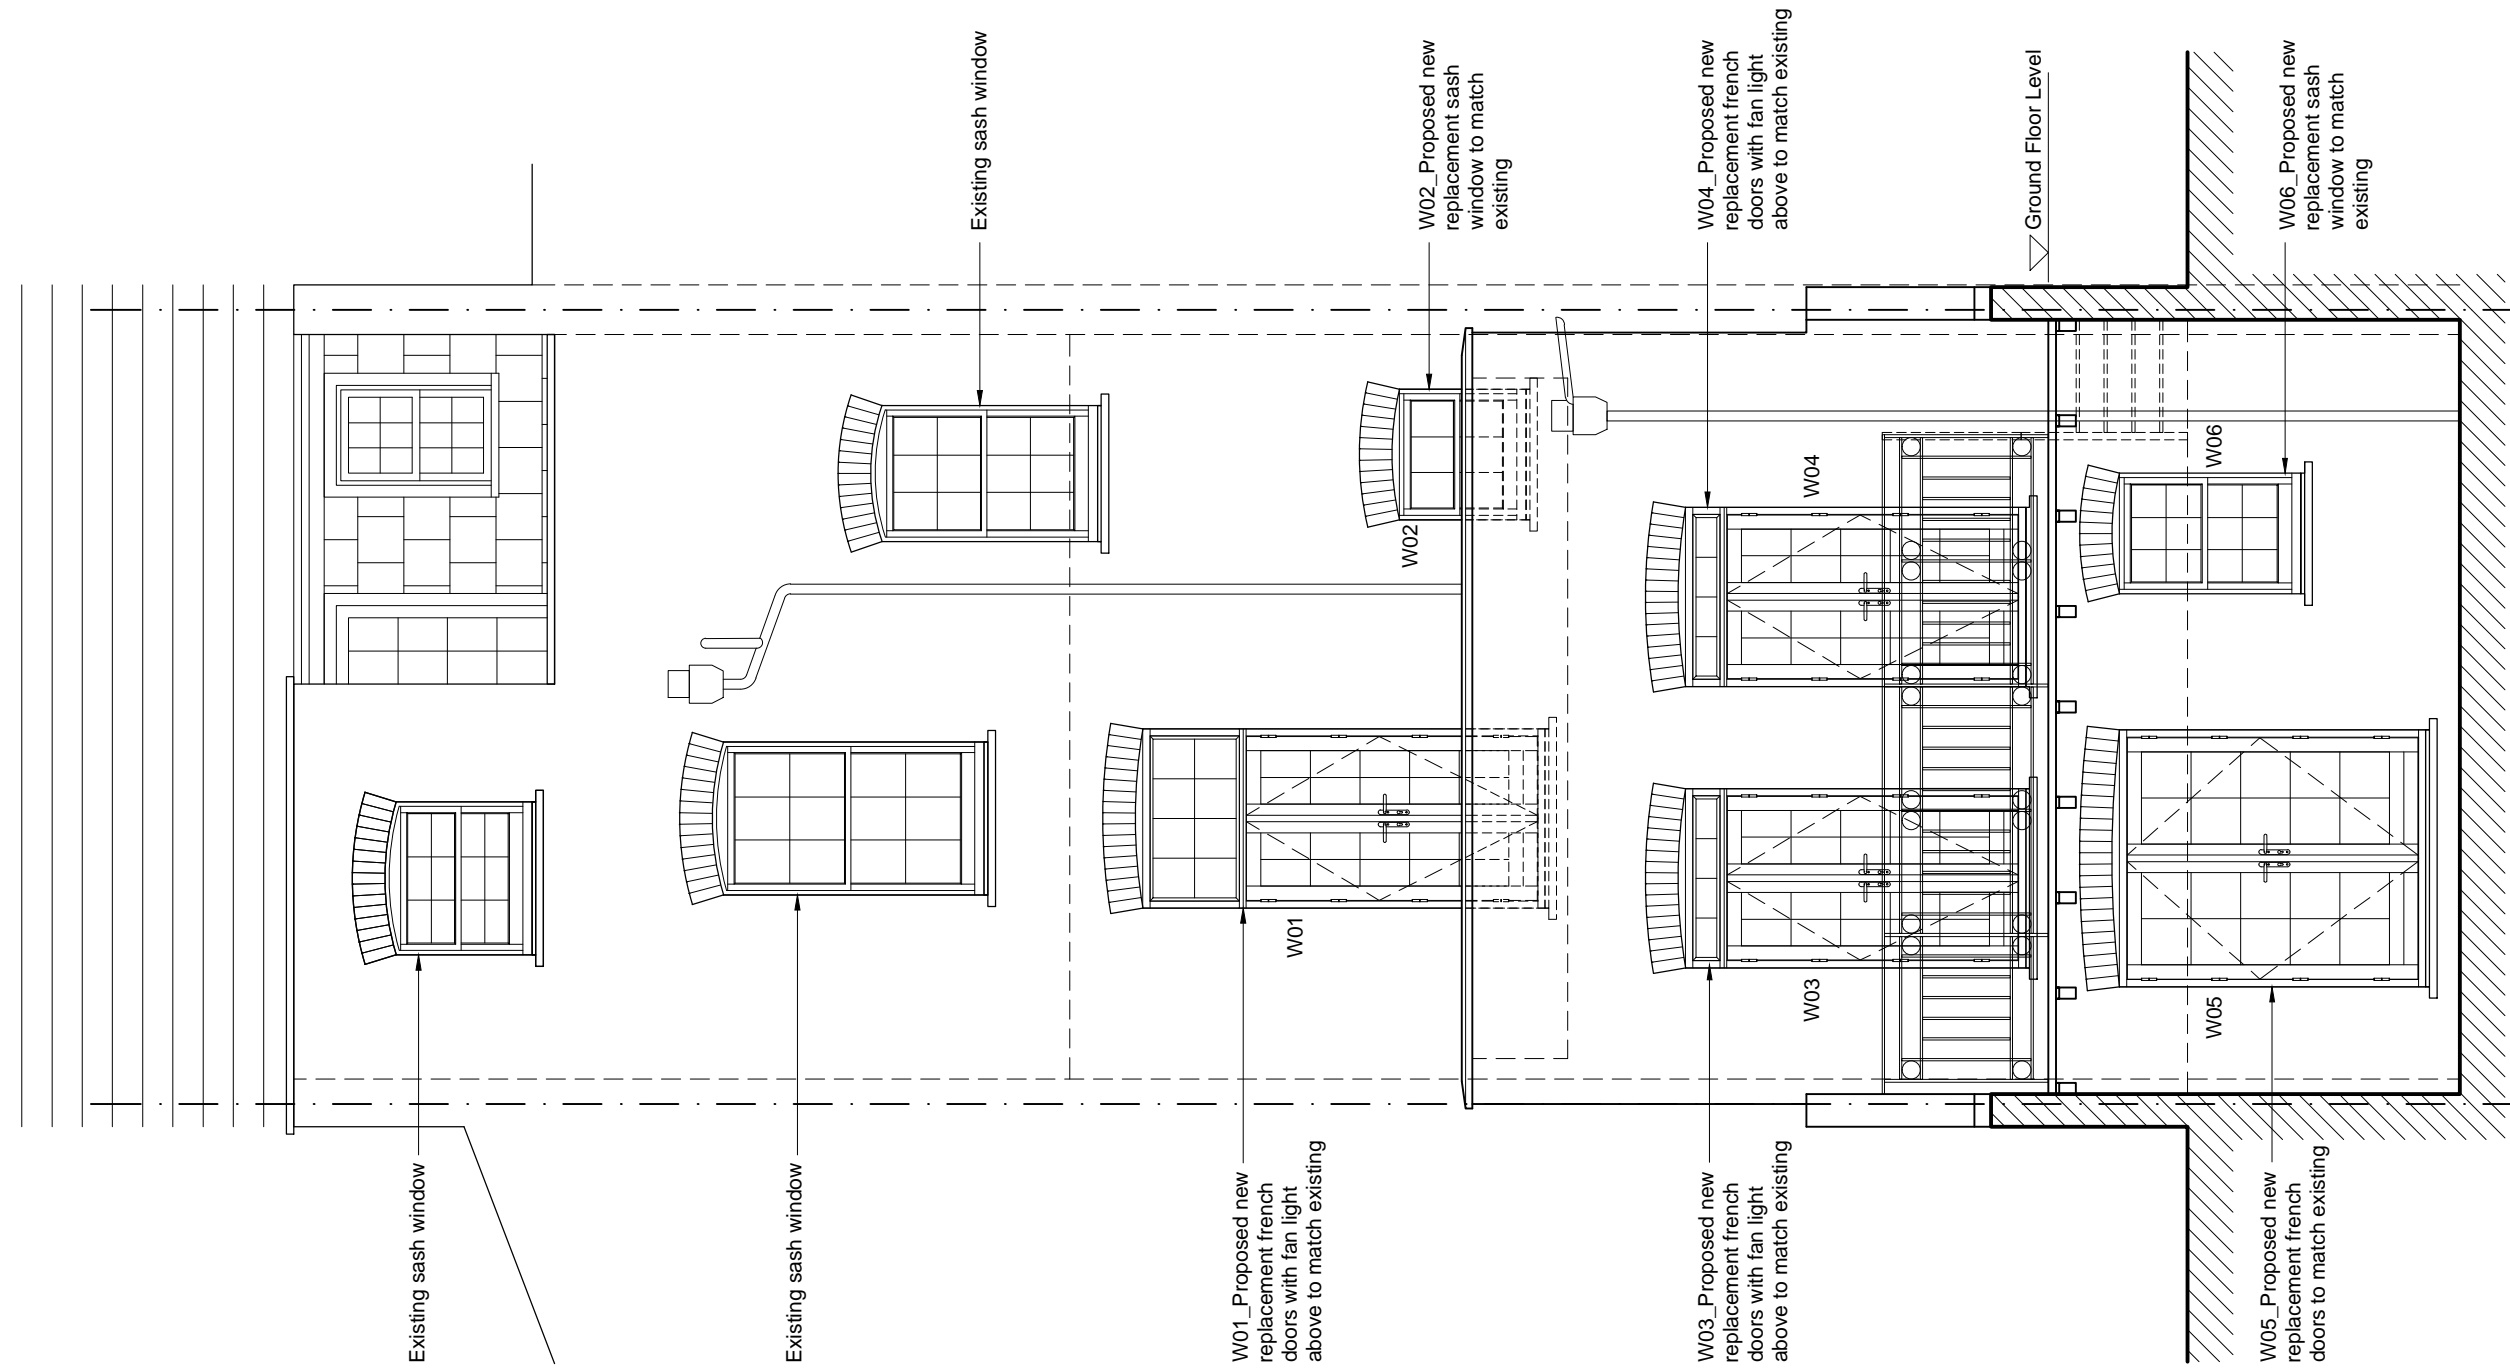 Existing sash window
Existing sash window
W01_Proposed new
replacement french
doors with fan light
above to match existing
W01
W03_Proposed new
replacement french
doors with fan light
above to match existing
W03
W05_Proposed new
replacement french
doors to match existing
W05
Existing sash window
W02_Proposed new
replacement sash
window to match
existing
W02
W04_Proposed new
replacement french
doors with fan light
above to match existing
W04
Ground Floor Level
W06_Proposed new
replacement sash
window to match
existing
W06